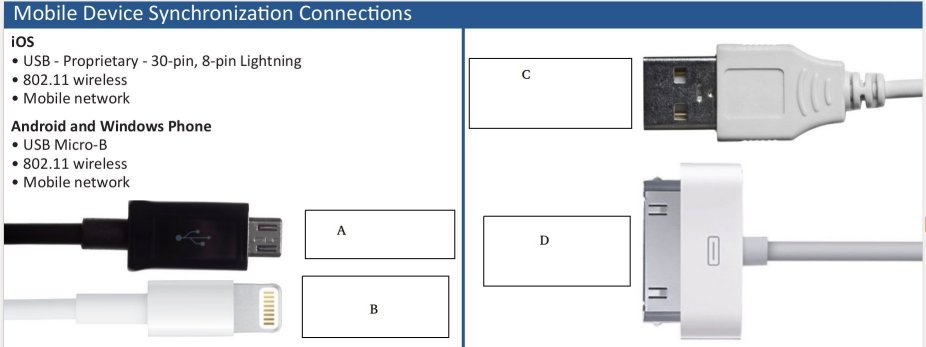 Mobile Device Synchronization Connections
iOS
• USB - Proprietary - 30-pin, 8-pin Lightning
• 802.11 wireless
• Mobile network
Android and Windows Phone
• USB Micro-B
• 802.11 wireless
• Mobile network
A
B
C
D